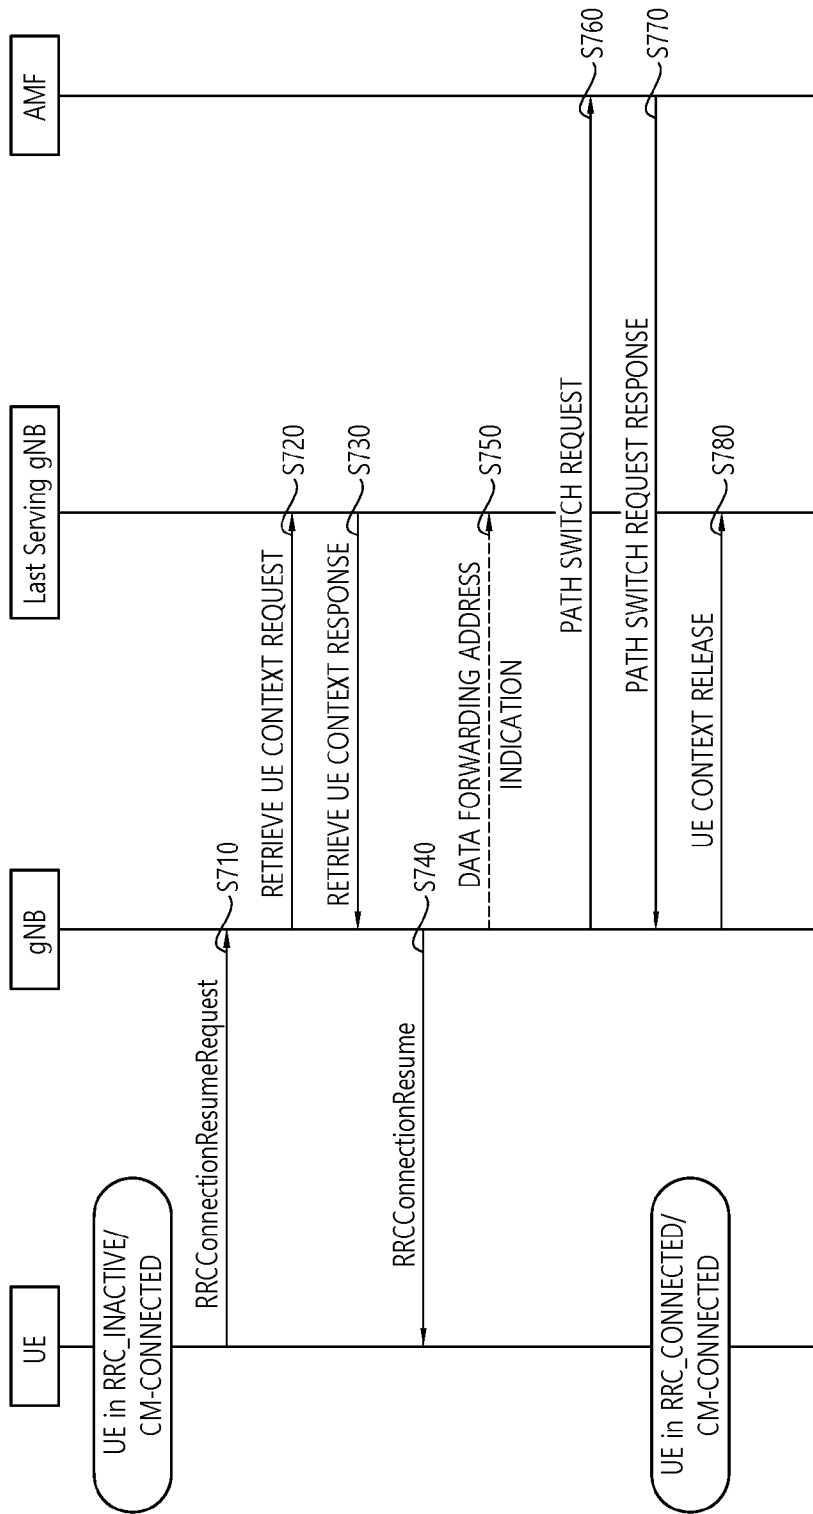 UE
gNB
Last Serving gNB
AMF
UE in RRC_INACTIVE/
CM-CONNECTED
RRCConnectionResumeRequest
S710
RETRIEVE UE CONTEXT REQUEST
S720
RETRIEVE UE CONTEXT RESPONSE
S730
RRCConnectionResume
S740
DATA FORWARDING ADDRESS
INDICATION
S750
PATH SWITCH REQUEST
S760
UE in RRC_CONNECTED/
CM-CONNECTED
PATH SWITCH REQUEST RESPONSE
S770
UE CONTEXT RELEASE
S780